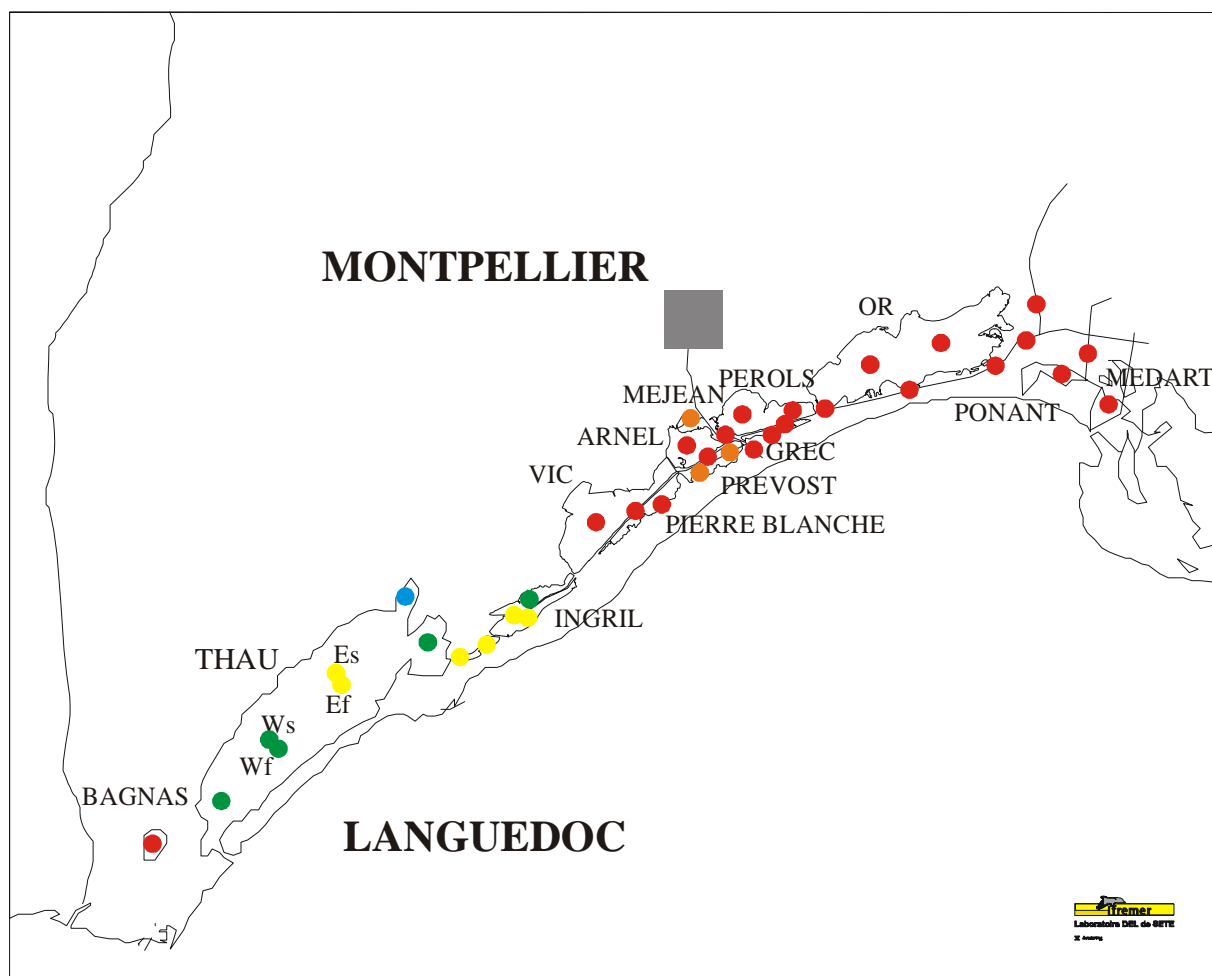 MONTPELLIER
OR
PEROLS
MEDART
MEJEAN
PONANT
ARNEL
GREC
VIC
PREVOST
PIERRE BLANCHE
INGRIL
THAU
Es
Ef
Ws
Wf
BAGNAS
LANGUEDOC
Ifremer
Laboratoire DEL de SETE